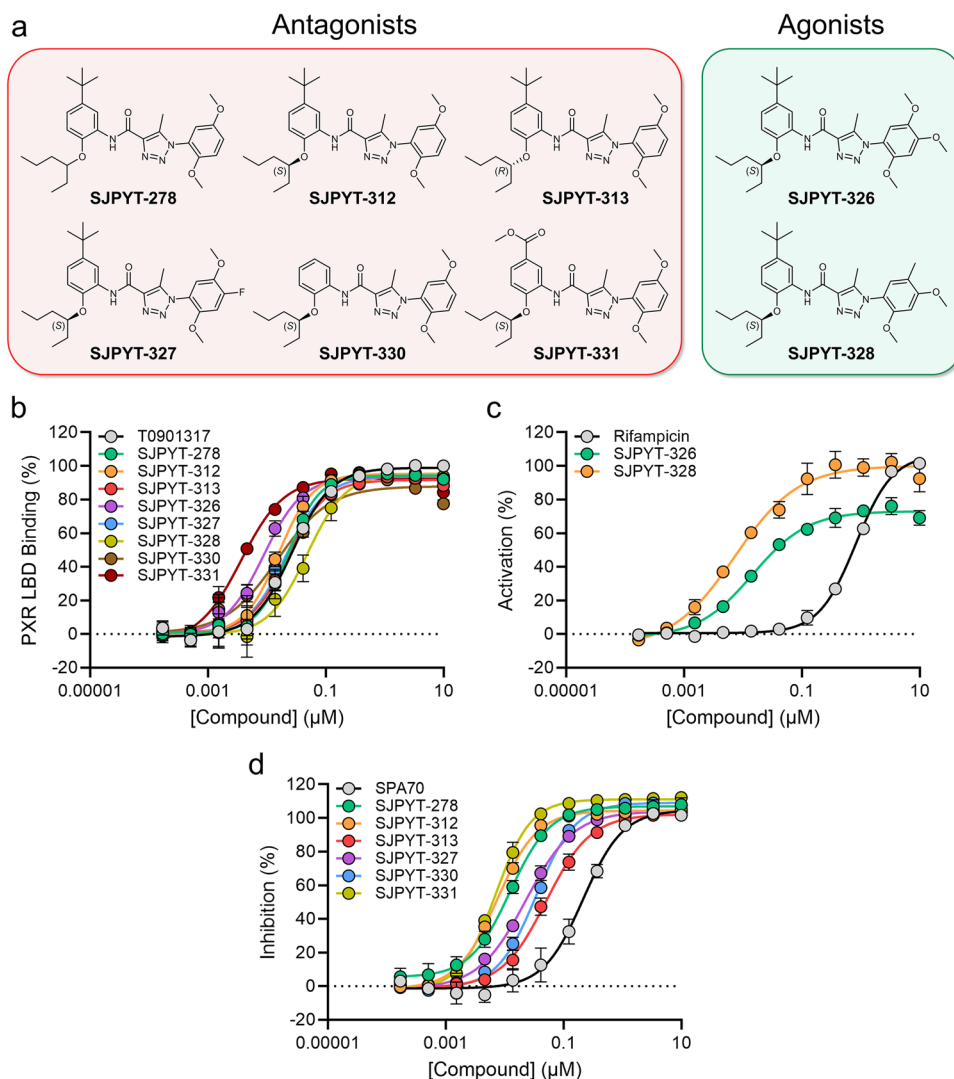 Antagonists
Agonists
a
O
O
N
H
O
N
N
N
O
SJPYT-278
O
O
N
H
O
(S)
N
N
N
O
SJPYT-312
O
O
N
H
O
(R)
N
N
N
O
SJPYT-313
O
O
O
N
H
O
(S)
N
N
N
O
SJPYT-326
O
O
F
N
H
O
(S)
N
N
N
O
SJPYT-327
O
O
N
H
O
(S)
N
N
N
O
SJPYT-330
O
O
O
O
N
H
O
(S)
N
N
N
O
SJPYT-331
O
O
N
H
O
(S)
N
N
N
O
SJPYT-328
b
PXR LBD Binding (%)
120
100
80
60
40
20
0
-20
T0901317
SJPYT-278
SJPYT-312
SJPYT-313
SJPYT-326
SJPYT-327
SJPYT-328
SJPYT-330
SJPYT-331
0.00001 0.001 0.1 10
[Compound] (µM)
c
Activation (%)
120
100
80
60
40
20
0
-20
Rifampicin
SJPYT-326
SJPYT-328
0.00001 0.001 0.1 10
[Compound] (µM)
d
Inhibtion (%)
120
100
80
60
40
20
0
-20
SPA70
SJPYT-278
SJPYT-312
SJPYT-313
SJPYT-327
SJPYT-330
SJPYT-331
0.00001 0.001 0.1 10
[Compound] (µM)